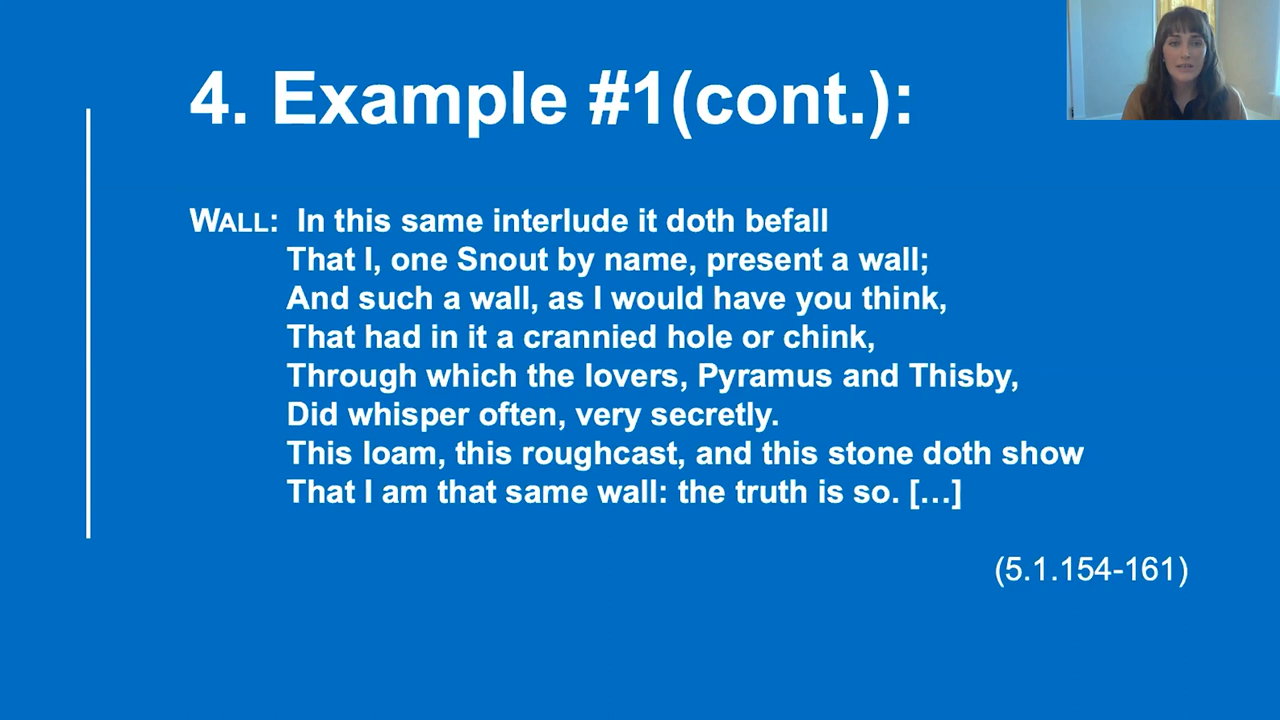 4. Example #1(cont.):
WALL: In this same interlude it doth befall
That I, one Snout by name, present a wall;
And such a wall, as I would have you think,
That had in it a crannied hole or chink,
Through which the lovers, Pyramus and Thisby,
Did whisper often, very secretly.
This loam, this roughcast, and this stone doth show
That I am that same wall: the truth is so. […]
(5.1.154-161)